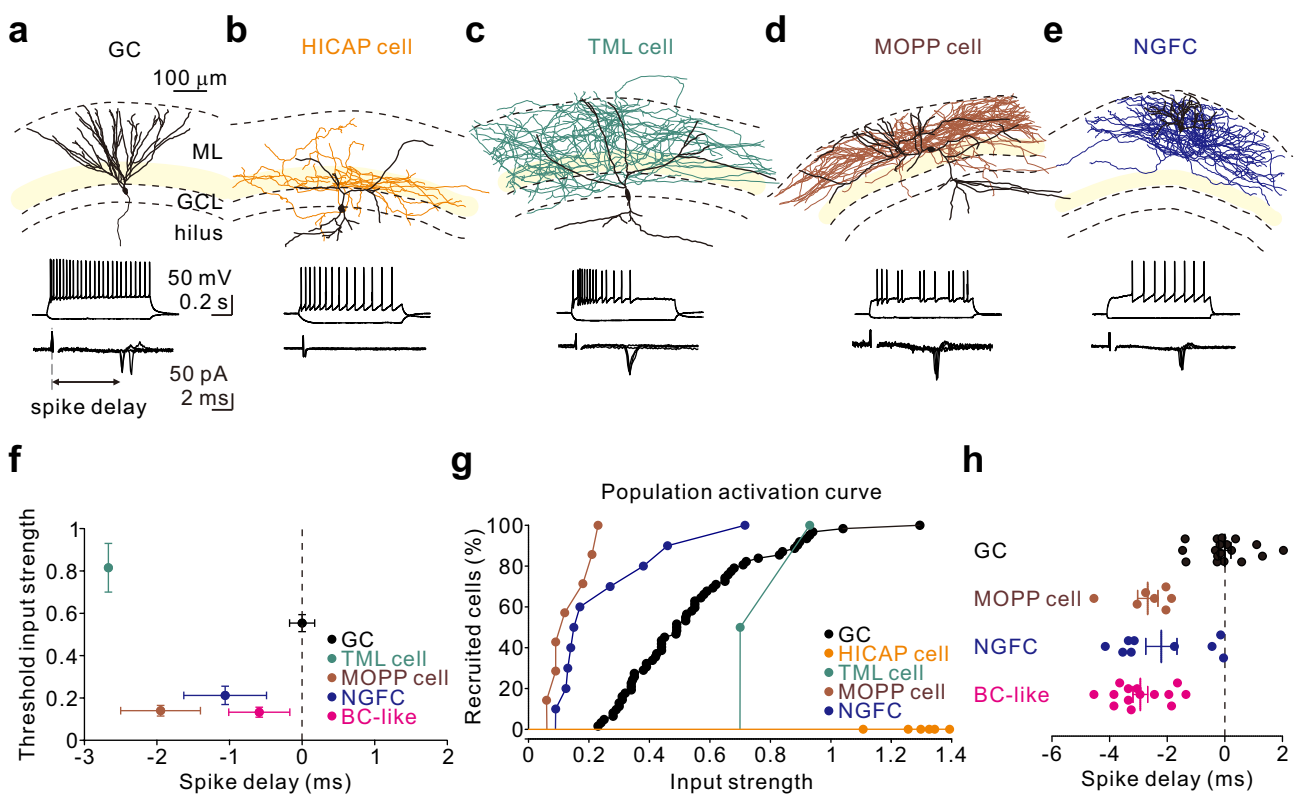 a
b
c
d
e
GC
HICAP cell
TML cell
MOPP cell
NGFC
100 μm
ML
GCL
hilus
50 mV
0.2 s
50 pA
2 ms
spike delay
f
Threshold input strength
1
0.8
0.6
0.4
0.2
0
-3
-2
-1
0
1
2
Spike delay (ms)
GC
TML cell
MOPP cell
NGFC
BC-like
g
Population activation curve
Recruited cells (%)
100
80
60
40
20
0
0
0.2
0.4
0.6
0.8
1
1.2
1.4
Input strength
GC
HICAP cell
TML cell
MOPP cell
NGFC
h
GC
MOPP cell
NGFC
BC-like
-6
-4
-2
0
2
Spike delay (ms)